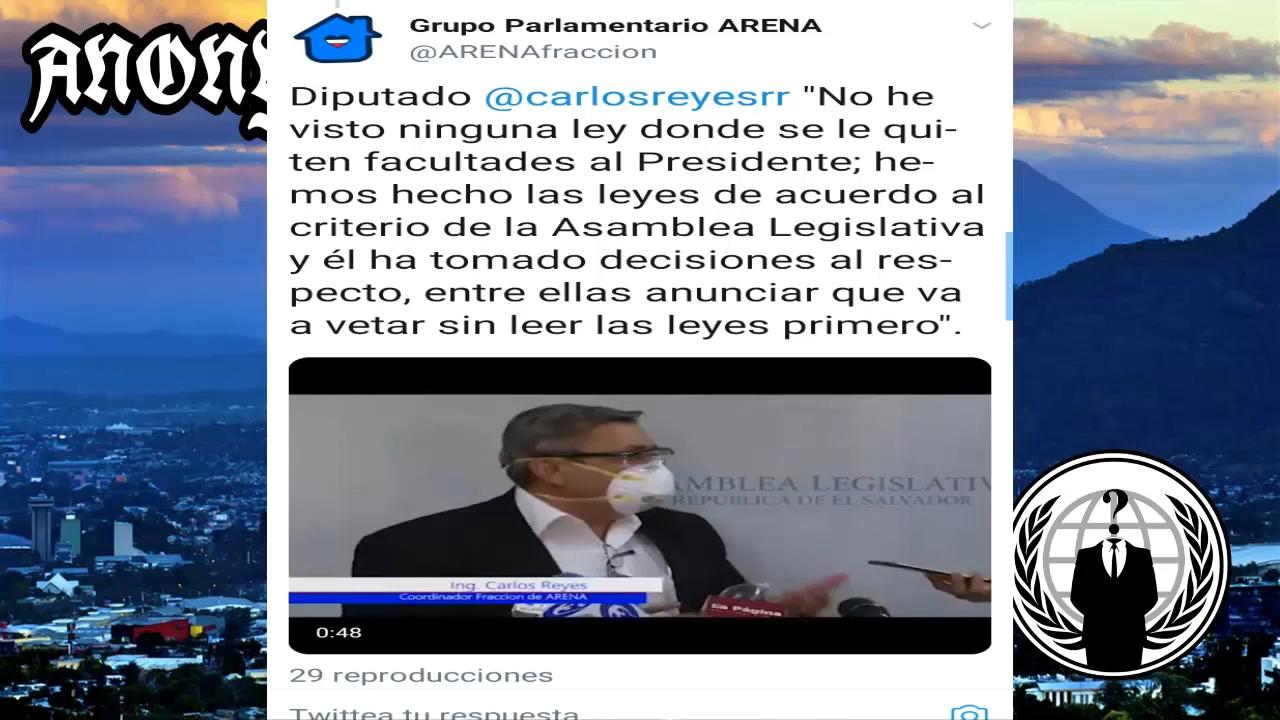 Grupo Parlamentario ARENA
@ARENAfraccion
Diputado @carlosreyesrr "No he
visto ninguna ley donde se le qui-
ten facultades al Presidente; he-
mos hecho las leyes de acuerdo al
criterio de la Asamblea Legislativa
y él ha tomado decisiones al res-
pecto, entre ellas anunciar que va
a vetar sin leer las leyes primero".
LEGISLATIV
REPÚBLICA DE EL SALVADOR
Ing. Carlos Reyes
Coordinador Fraccion de ARENA
La Página
0:48
29 reproducciones
Twittea tu respuesta
?